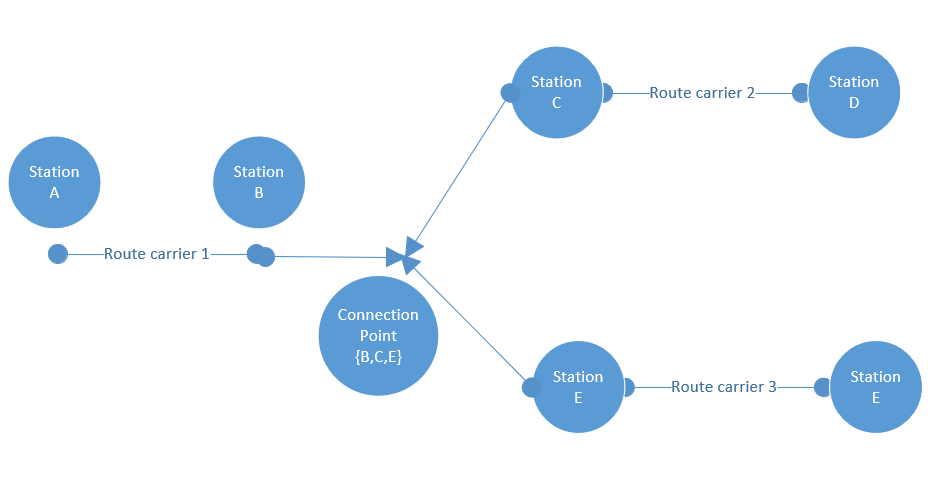 Station
A
Station
B
Route carrier 1
Connection
Point
{B,C,E}
Station
C
Route carrier 2
Station
D
Station
E
Route carrier 3
Station
E